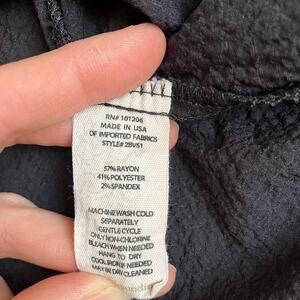 RN# 101206
MADE IN USA
OF IMPORTED FABRICS
STYLE# 2BV51
57% RAYON
41% POLYESTER
2% SPANDEX
MACHINE WASH COLD
SEPARATELY
GENTLE CYCLE
ONLY NON-CHLORINE
BLEACH WHEN NEEDED
HANG TO DRY
COOL IRON IF NEEDED
MAY BE DRY CLEANED